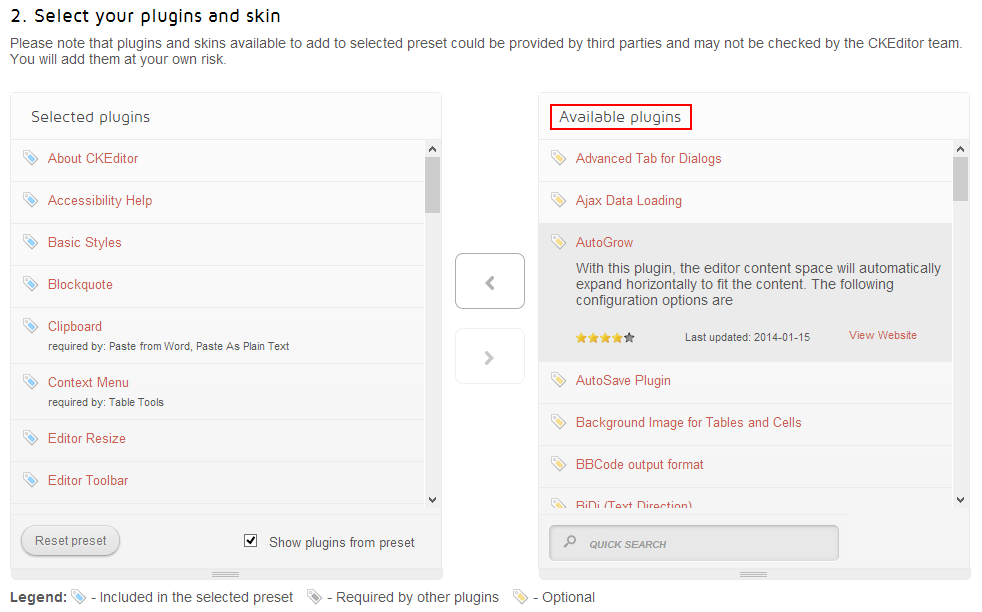 2. Select your plugins and skin
Please note that plugins and skins available to add to selected preset could be provided by third parties and may not be checked by the CKEditor team.
You will add them at your own risk.
Selected plugins
About CKEditor
Accessibility Help
Basic Styles
Blockquote
Clipboard
required by: Paste from Word, Paste As Plain Text
Context Menu
required by: Table Tools
Editor Resize
Editor Toolbar
Reset preset
Show plugins from preset
Available plugins
Advanced Tab for Dialogs
Ajax Data Loading
AutoGrow
With this plugin, the editor content space will automatically
expand horizontally to fit the content. The following
configuration options are
Last updated: 2014-01-15
View Website
AutoSave Plugin
Background Image for Tables and Cells
BBCode output format
BiDi (Text Direction)
QUICK SEARCH
Legend: - Included in the selected preset - Required by other plugins - Optional